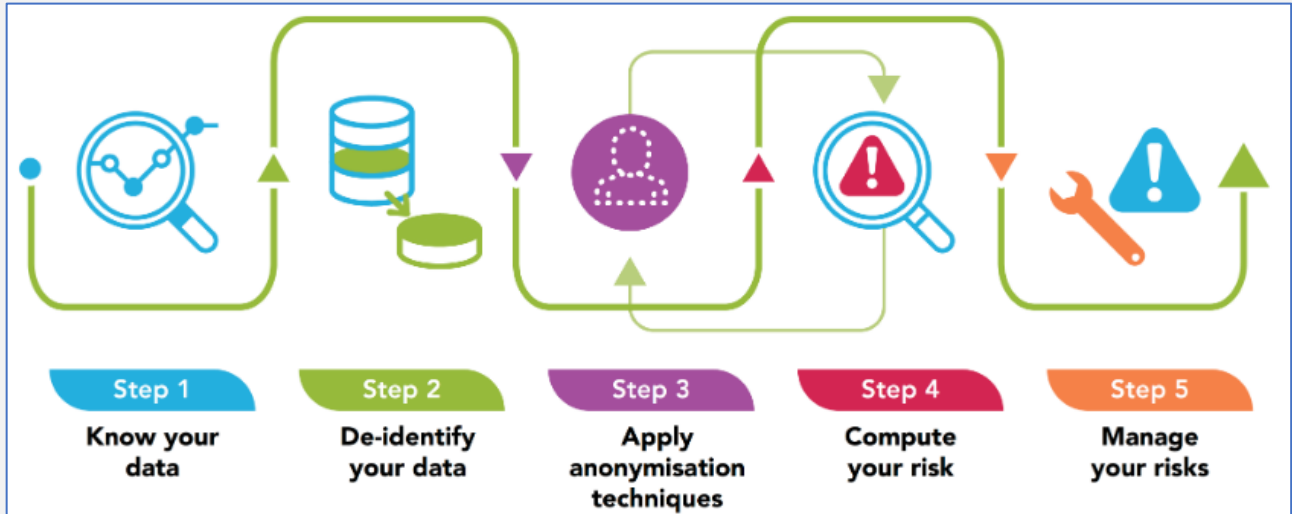 Step 1
Know your
data
Step 2
De-identify
your data
Step 3
Apply
anonymisation
techniques
Step 4
Compute
your risk
Step 5
Manage
your risks